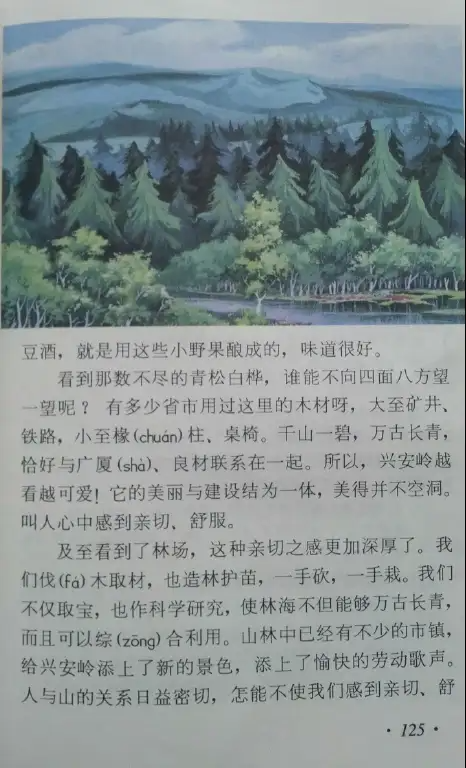 豆酒，就是用这些小野果酿成的，味道很好。
看到那数不尽的青松白桦，谁能不向四面八方望
一望呢？有多少省市用过这里的木材呀，大至矿井、
铁路，小至椽(chuán)柱、桌椅。千山一碧，万古长青，
恰好与广厦(shà)、良材联系在一起。所以，兴安岭越
看越可爱！它的美丽与建设结为一体，美得并不空洞。
叫人心中感到亲切、舒服。
及至看到了林场，这种亲切之感更加深厚了。我
们伐(fá)木取材，也造林护苗，一手砍，一手栽。我们
不仅取宝，也作科学研究，使林海不但能够万古长青，
而且可以综(zōng)合利用。山林中已经有不少的市镇，
给兴安岭添上了新的景色，添上了愉快的劳动歌声。
人与山的关系日益密切，怎能不使我们感到亲切、舒
·125·